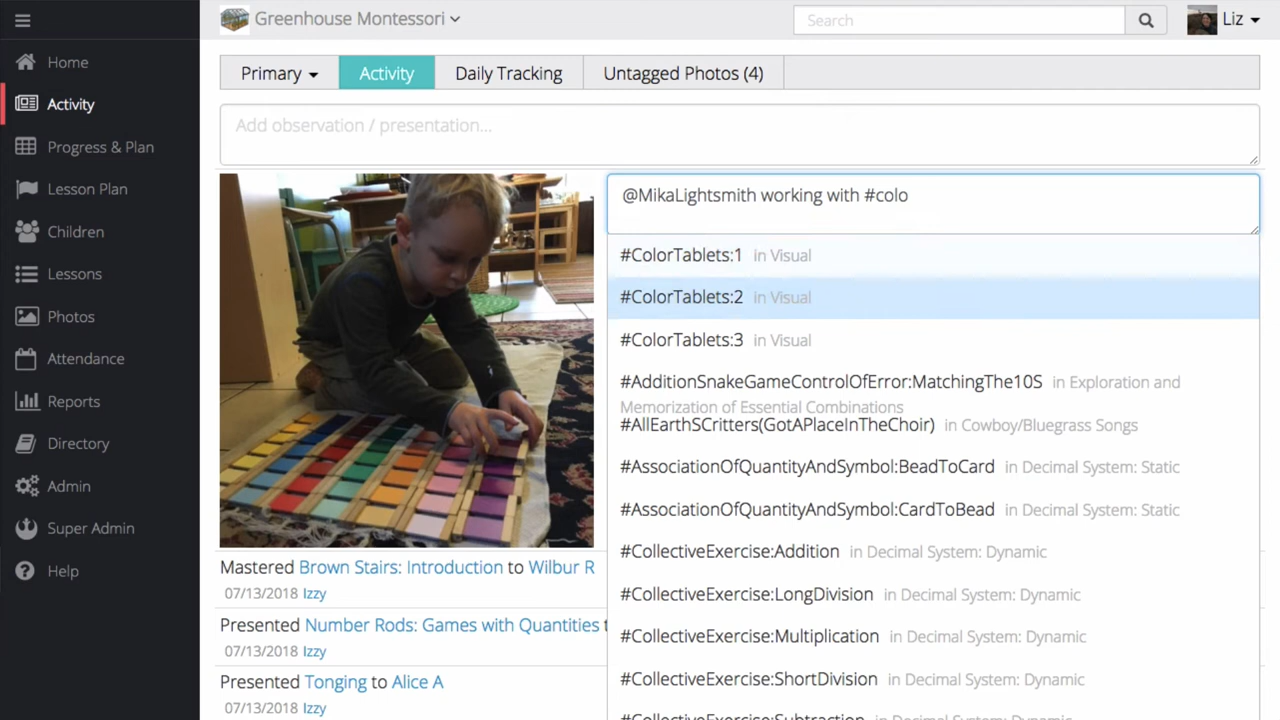 Greenhouse Montessori
Search
Liz
Home
Activity
Progress & Plan
Lesson Plan
Children
Lessons
Photos
Attendance
Reports
Directory
Admin
Super Admin
Help
Primary
Activity
Daily Tracking
Untagged Photos (4)
Add observation / presentation...
@MikaLightsmith working with #colo
#ColorTablets:1 in Visual
#ColorTablets:2 in Visual
#ColorTablets:3 in Visual
#AdditionSnakeGameControlOfError:MatchingThe10S in Exploration and
Memorization of Essential Combinations
#AllEarthSCritters(GotAPlaceInTheChoir) in Cowboy/Bluegrass Songs
#AssociationOfQuantityAndSymbol:BeadToCard in Decimal System: Static
#AssociationOfQuantityAndSymbol:CardToBead in Decimal System: Static
#CollectiveExercise:Addition in Decimal System: Dynamic
#CollectiveExercise:LongDivision in Decimal System: Dynamic
#CollectiveExercise:Multiplication in Decimal System: Dynamic
#CollectiveExercise:ShortDivision in Decimal System: Dynamic
#CollectiveExercise:Subtraction in Decimal System: Dynamic
Mastered Brown Stairs: Introduction to Wilbur R
07/13/2018 Izzy
Presented Number Rods: Games with Quantities
07/13/2018 Izzy
Presented Tonging to Alice A
07/13/2018 Izzy